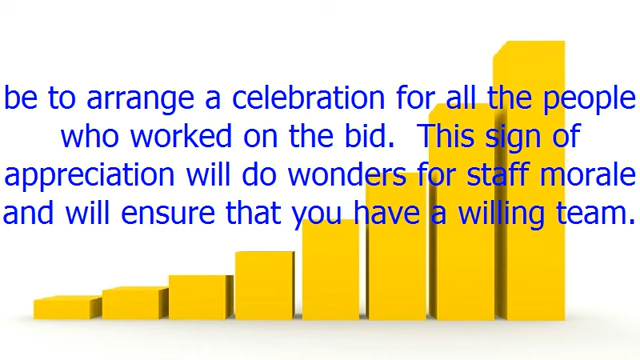 be to arrange a celebration for all the people
who worked on the bid.  This sign of
appreciation will do wonders for staff morale
and will ensure that you have a willing team.